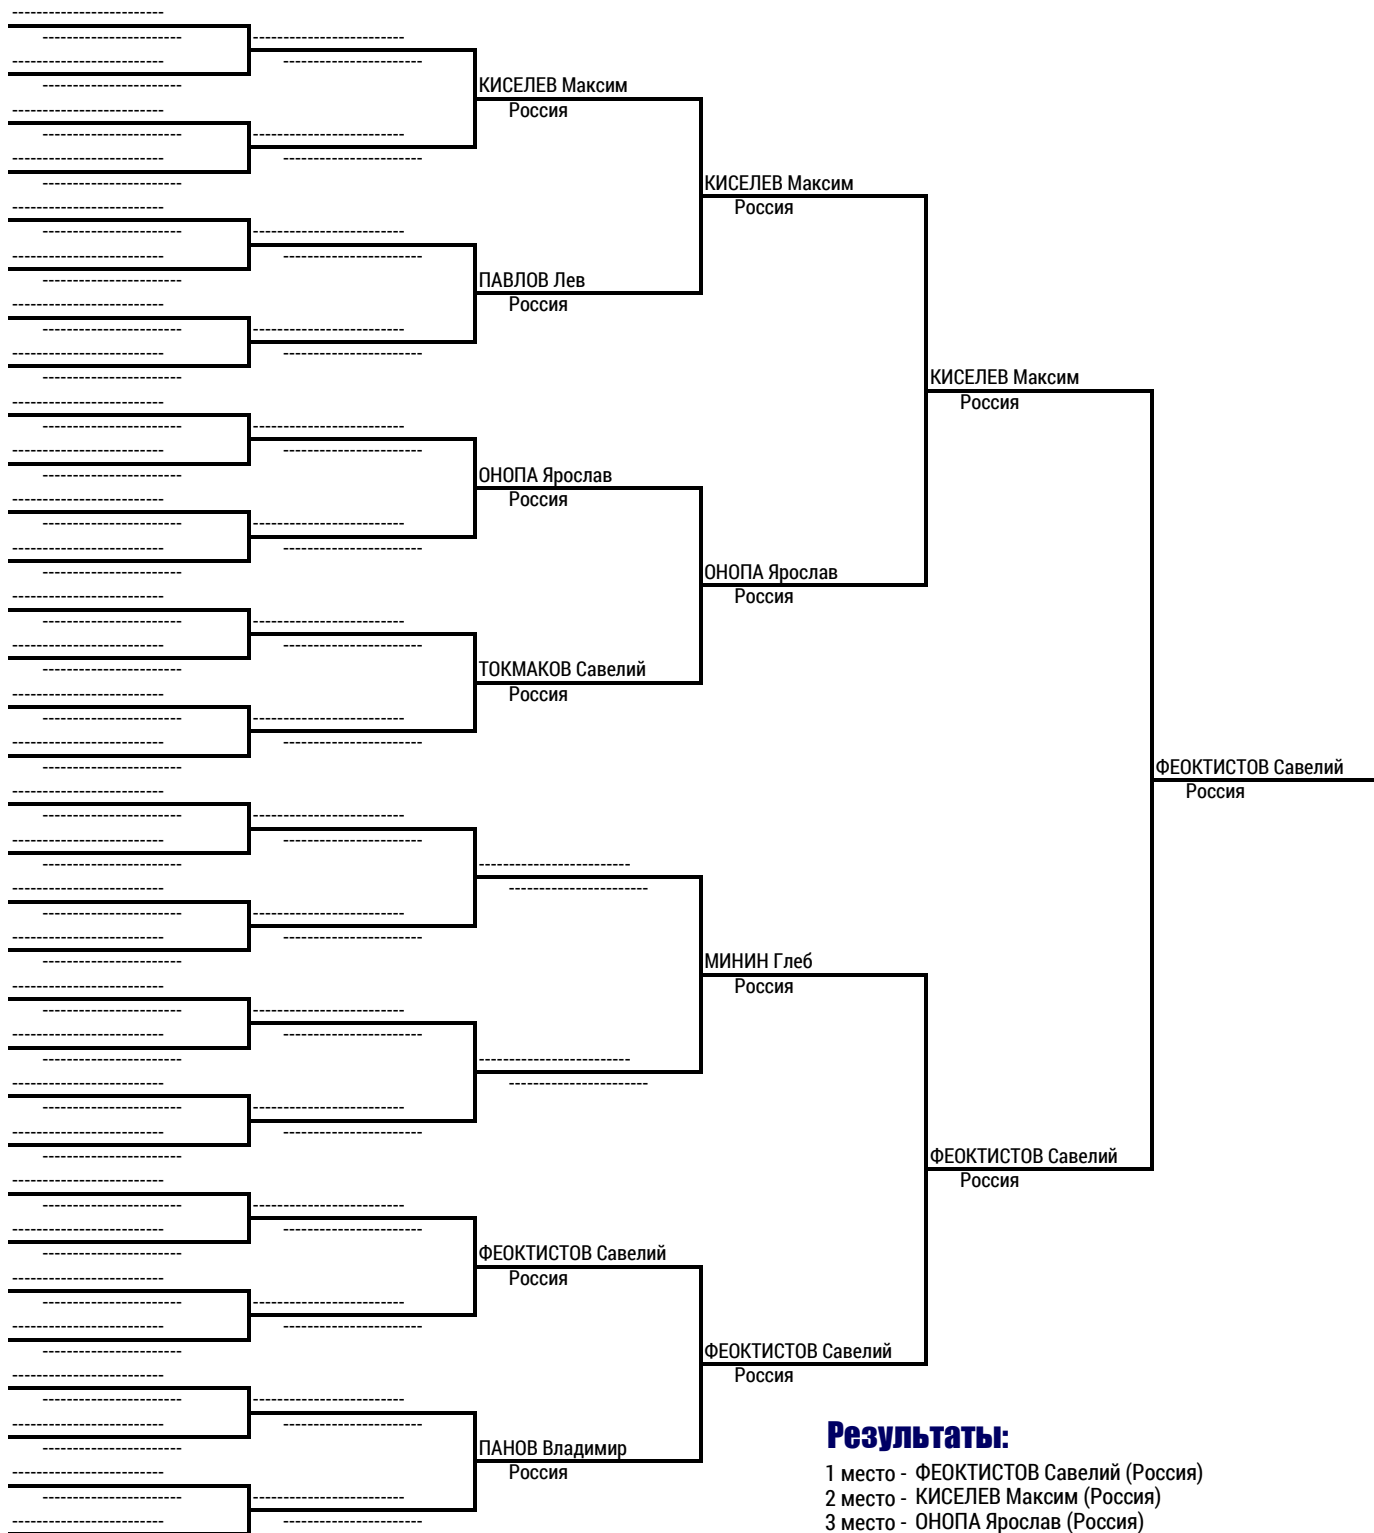 КИСЕЛЕВ Максим
Россия
КИСЕЛЕВ Максим
Россия
ПАВЛОВ Лев
Россия
КИСЕЛЕВ Максим
Россия
ОНОПА Ярослав
Россия
ОНОПА Ярослав
Россия
ТОКМАКОВ Савелий
Россия
ФЕОКТИСТОВ Савелий
Россия
МИНИН Глеб
Россия
ФЕОКТИСТОВ Савелий
Россия
ФЕОКТИСТОВ Савелий
Россия
ФЕОКТИСТОВ Савелий
Россия
ПАНОВ Владимир
Россия
Результаты:
1 место - ФЕОКТИСТОВ Савелий (Россия)
2 место - КИСЕЛЕВ Максим (Россия)
3 место - ОНОПА Ярослав (Россия)